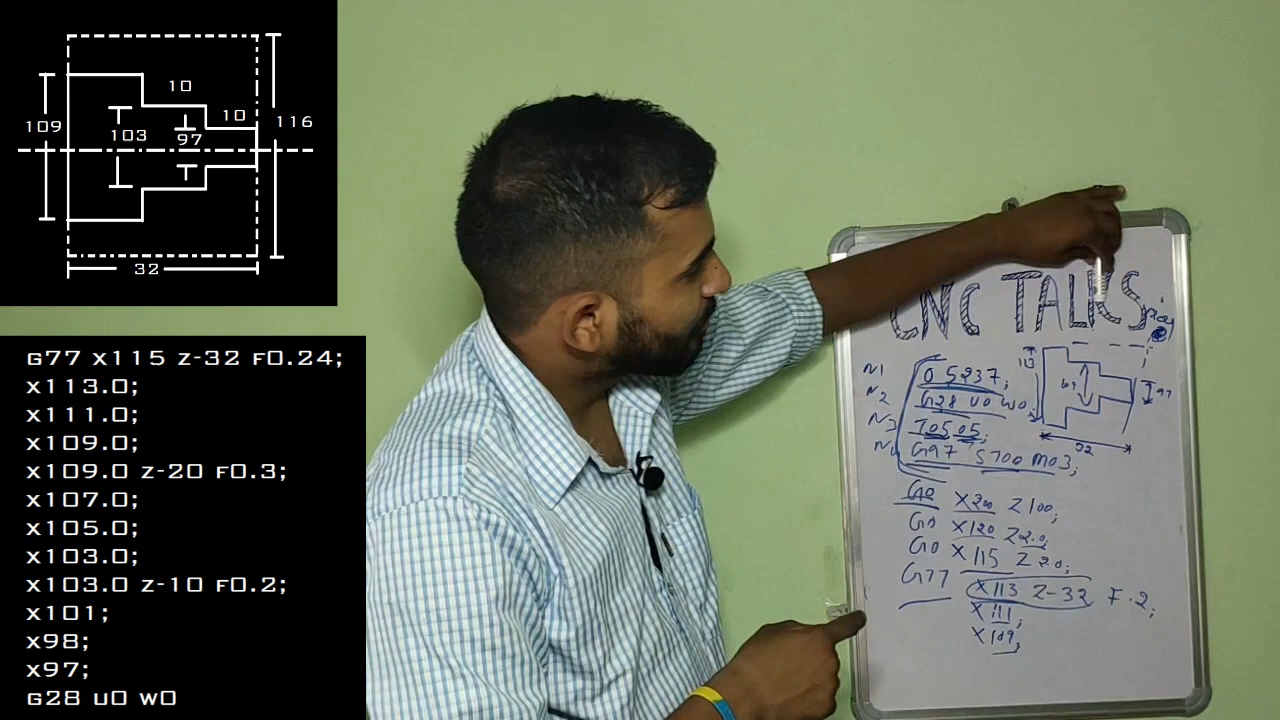 10
10
116
109
103
97
32
G77 X115 Z-32 F0.24;
X113.0;
X111.0;
X109.0;
X109.0 Z-20 F0.3;
X107.0;
X105.0;
X103.0;
X103.0 Z-10 F0.2;
X101;
X98;
X97;
G28 U0 W0
CNC TALKS
N1 O 5237;
N2 G28 U0 W0;
N3 T0505;
N4 G97 S700 M03;
G0 X200 Z100;
G0 X120 Z2.0;
G0 X115 Z2.0;
G77 X113 Z-32 F.2;
X111;
X109;
113
97